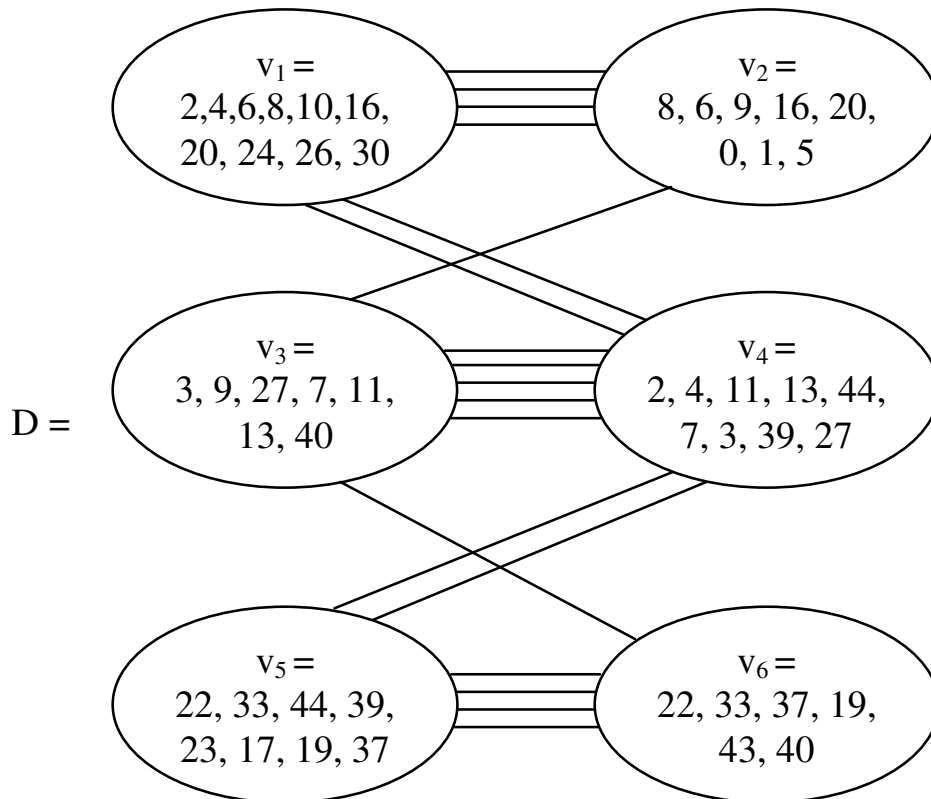 v₁ =
2,4,6,8,10,16,
20, 24, 26, 30
v₂ =
8, 6, 9, 16, 20,
0, 1, 5
D =
v₃ =
3, 9, 27, 7, 11,
13, 40
v₄ =
2, 4, 11, 13, 44,
7, 3, 39, 27
v₅ =
22, 33, 44, 39,
23, 17, 19, 37
v₆ =
22, 33, 37, 19,
43, 40